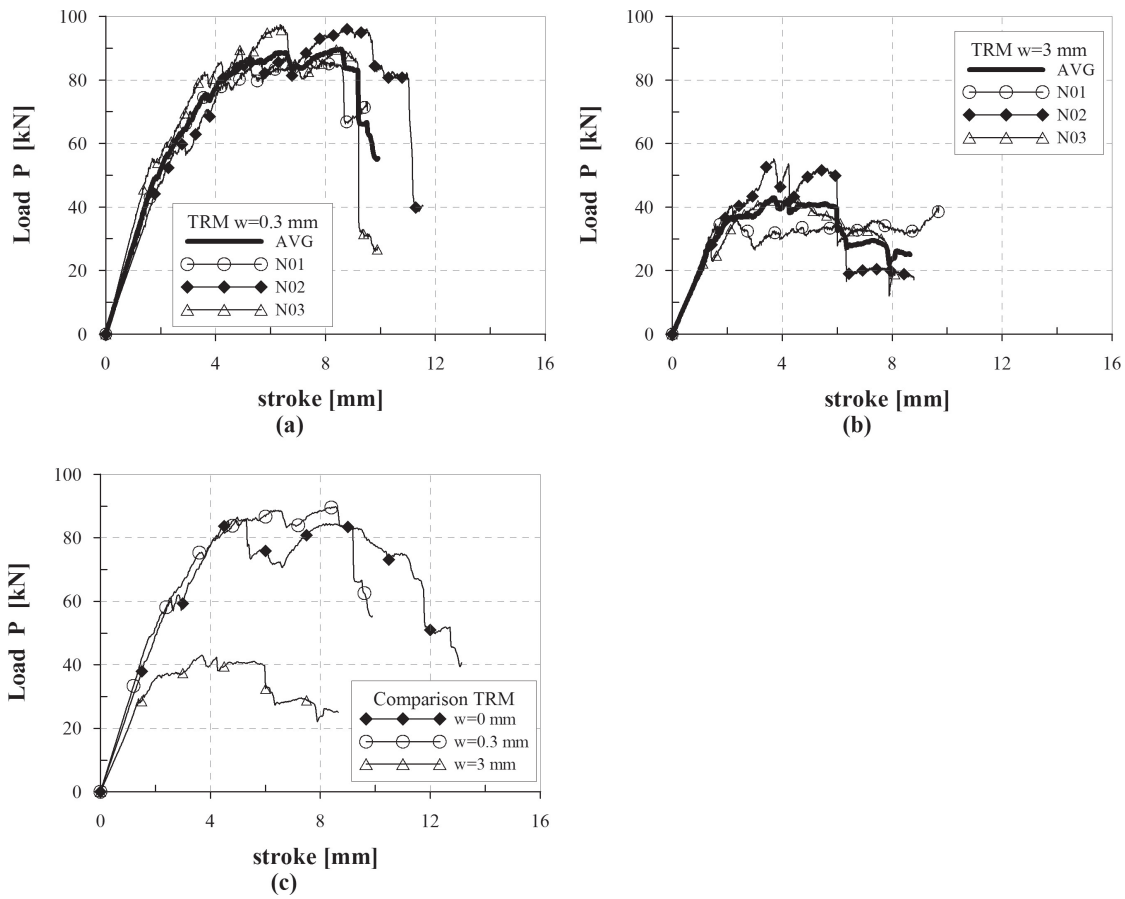 100
80
60
40
20
0
Load P [kN]
TRM w=0.3 mm
AVG
N01
N02
N03
0 4 8 12 16
stroke [mm]
(a)
100
80
60
40
20
0
Load P [kN]
TRM w=3 mm
AVG
N01
N02
N03
0 4 8 12 16
stroke [mm]
(b)
100
80
60
40
20
0
Load P [kN]
Comparison TRM
w=0 mm
w=0.3 mm
w=3 mm
0 4 8 12 16
stroke [mm]
(c)